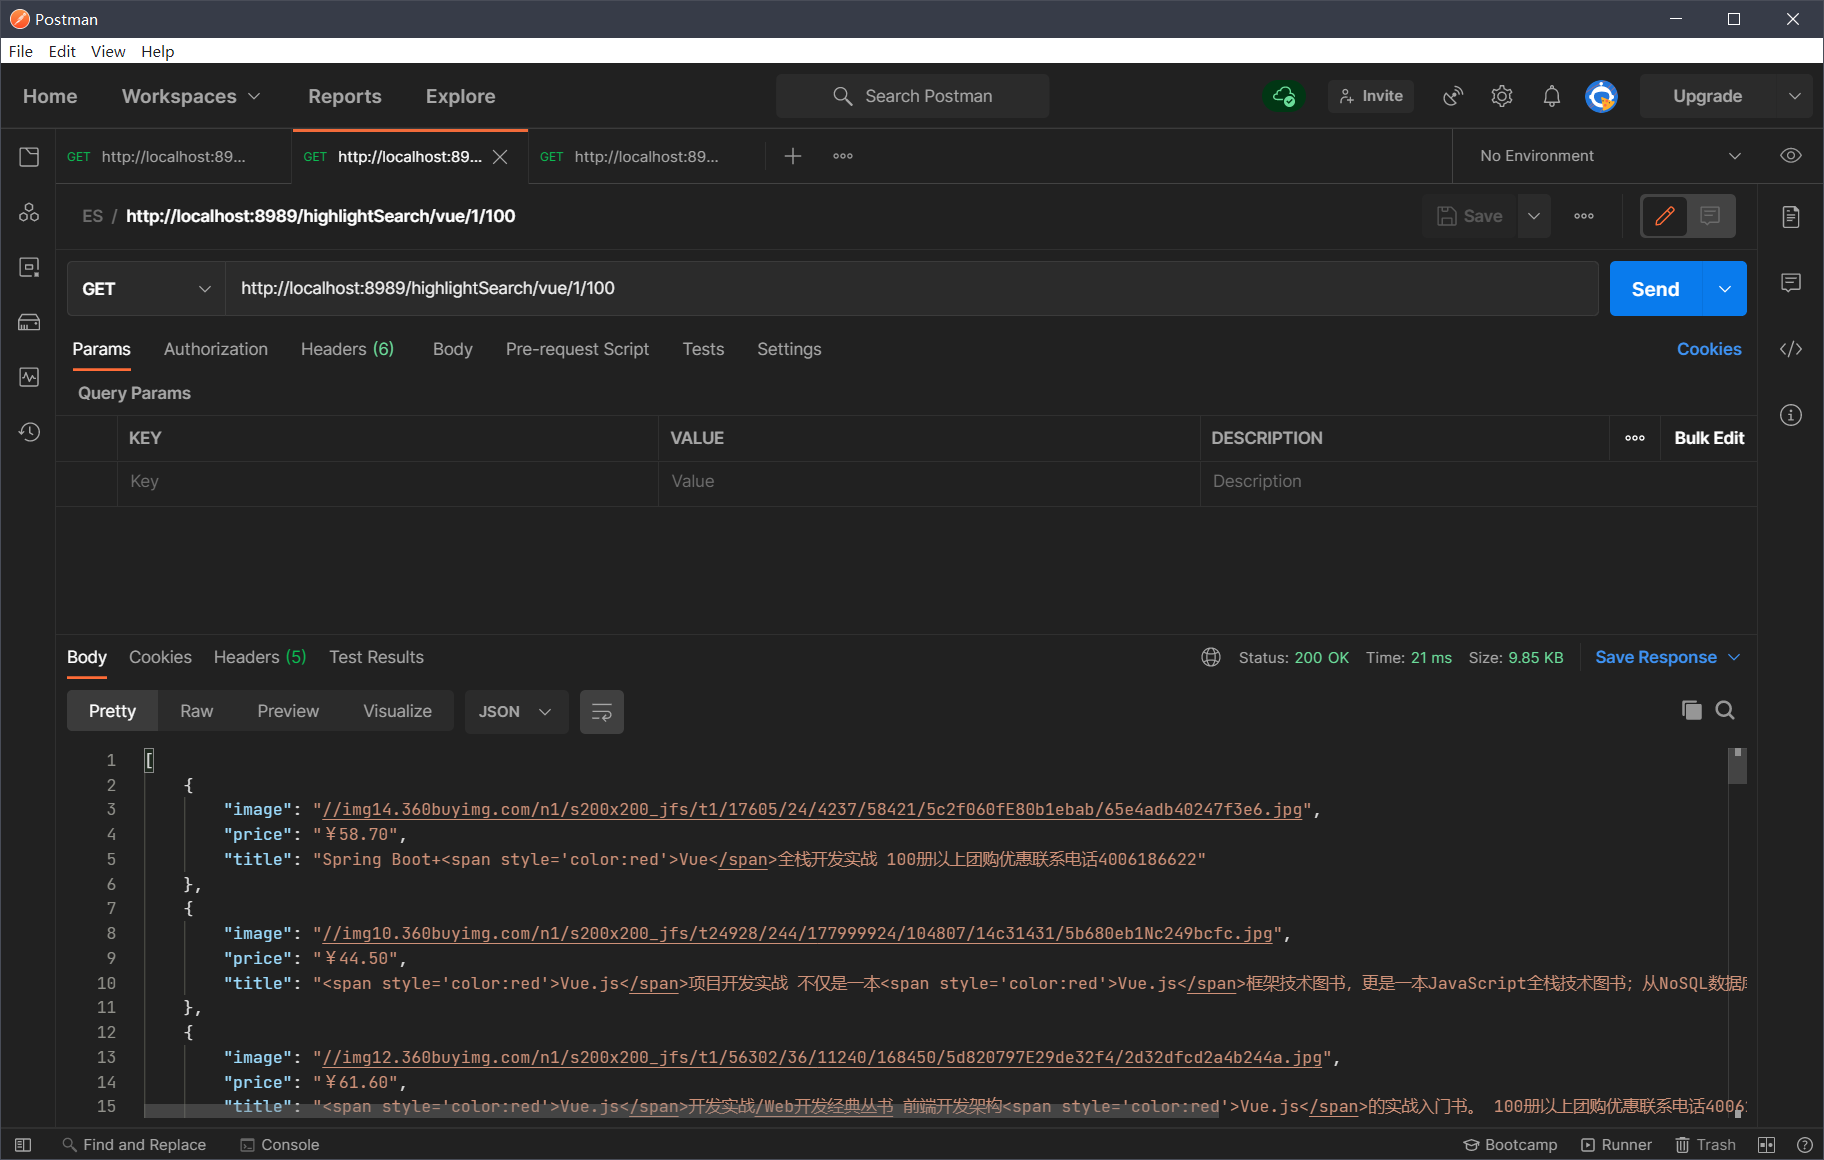 Postman
File Edit View Help
Home Workspaces Reports Explore Search Postman Invite Upgrade
GET http://localhost:89... GET http://localhost:89... GET http://localhost:89... No Environment
ES / http://localhost:8989/highlightSearch/vue/1/100 Save
GET http://localhost:8989/highlightSearch/vue/1/100 Send
Params Authorization Headers (6) Body Pre-request Script Tests Settings Cookies
Query Params
KEY VALUE DESCRIPTION Bulk Edit
Key Value Description
Body Cookies Headers (5) Test Results Status: 200 OK Time: 21 ms Size: 9.85 KB Save Response
Pretty Raw Preview Visualize JSON
1 [
2 {
3 "image": "//img14.360buyimg.com/n1/s200x200_jfs/t1/17605/24/4237/58421/5c2f060fE80b1ebab/65e4adb40247f3e6.jpg",
4 "price": "￥58.70",
5 "title": "Spring Boot+<span style='color:red'>Vue</span>全栈开发实战 100册以上团购优惠联系电话4006186622"
6 },
7 {
8 "image": "//img10.360buyimg.com/n1/s200x200_jfs/t24928/244/177999924/104807/14c31431/5b680eb1Nc249bcfc.jpg",
9 "price": "￥44.50",
10 "title": "<span style='color:red'>Vue.js</span>项目开发实战 不仅是一本<span style='color:red'>Vue.js</span>框架技术图书，更是一本JavaScript全栈技术图书；从NoSQL数据库
11 },
12 {
13 "image": "//img12.360buyimg.com/n1/s200x200_jfs/t1/56302/36/11240/168450/5d820797E29de32f4/2d32dfcd2a4b244a.jpg",
14 "price": "￥61.60",
15 "title": "<span style='color:red'>Vue.js</span>开发实战/Web开发经典丛书 前端开发架构<span style='color:red'>Vue.js</span>的实战入门书。 100册以上团购优惠联系电话4006
Find and Replace Console Bootcamp Runner Trash